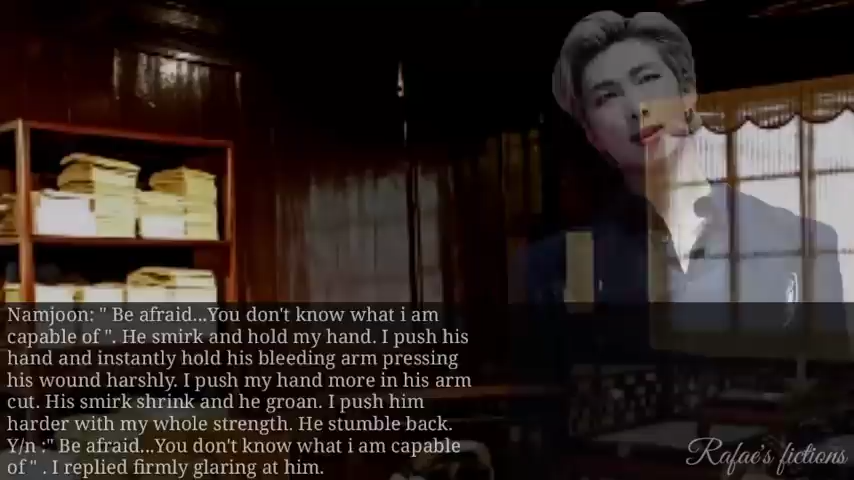 Namjoon: " Be afraid...You don't know what i am
capable of ". He smirk and hold my hand. I push his
hand and instantly hold his bleeding arm pressing
his wound harshly. I push my hand more in his arm
cut. His smirk shrink and he groan. I push him
harder with my whole strength. He stumble back.
Y/n :" Be afraid...You don't know what i am capable
of " . I replied firmly glaring at him.
Rafae's fictions